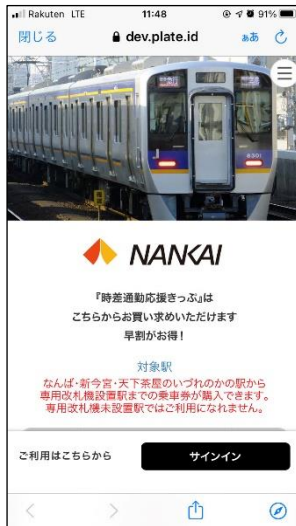 Rakuten LTE 11:48 91%
閉じる dev.plate.id ぁあ
NANKAI
『時差通勤応援きっぷ』は
こちらからお買い求めいただけます
早割がお得！
対象駅
なんば・新今宮・天下茶屋のいづれのかの駅から
専用改札機設置駅までの乗車券が購入できます。
専用改札機未設置駅ではご利用になれません。
ご利用はこちらから サインイン